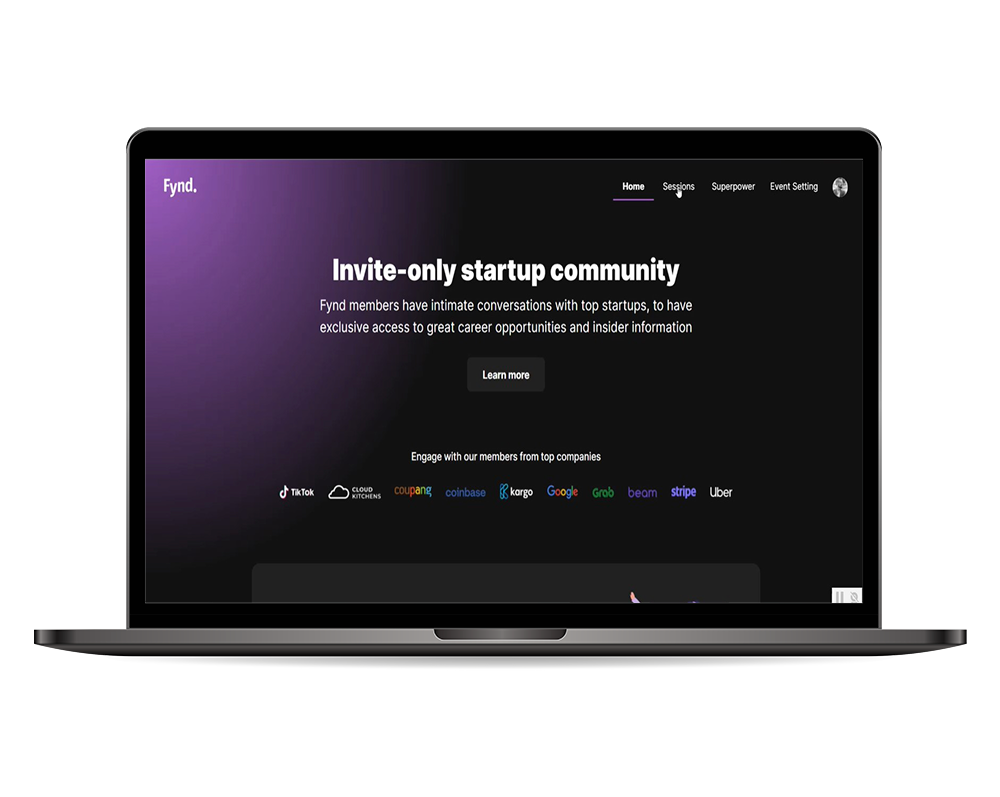 Fynd.
Home Sessions Superpower Event Setting
Invite-only startup community
Fynd members have intimate conversations with top startups, to have
exclusive access to great career opportunities and insider information
Learn more
Engage with our members from top companies
TikTok CLOUD KITCHENS coupang coinbase kargo Google Grab beam stripe Uber